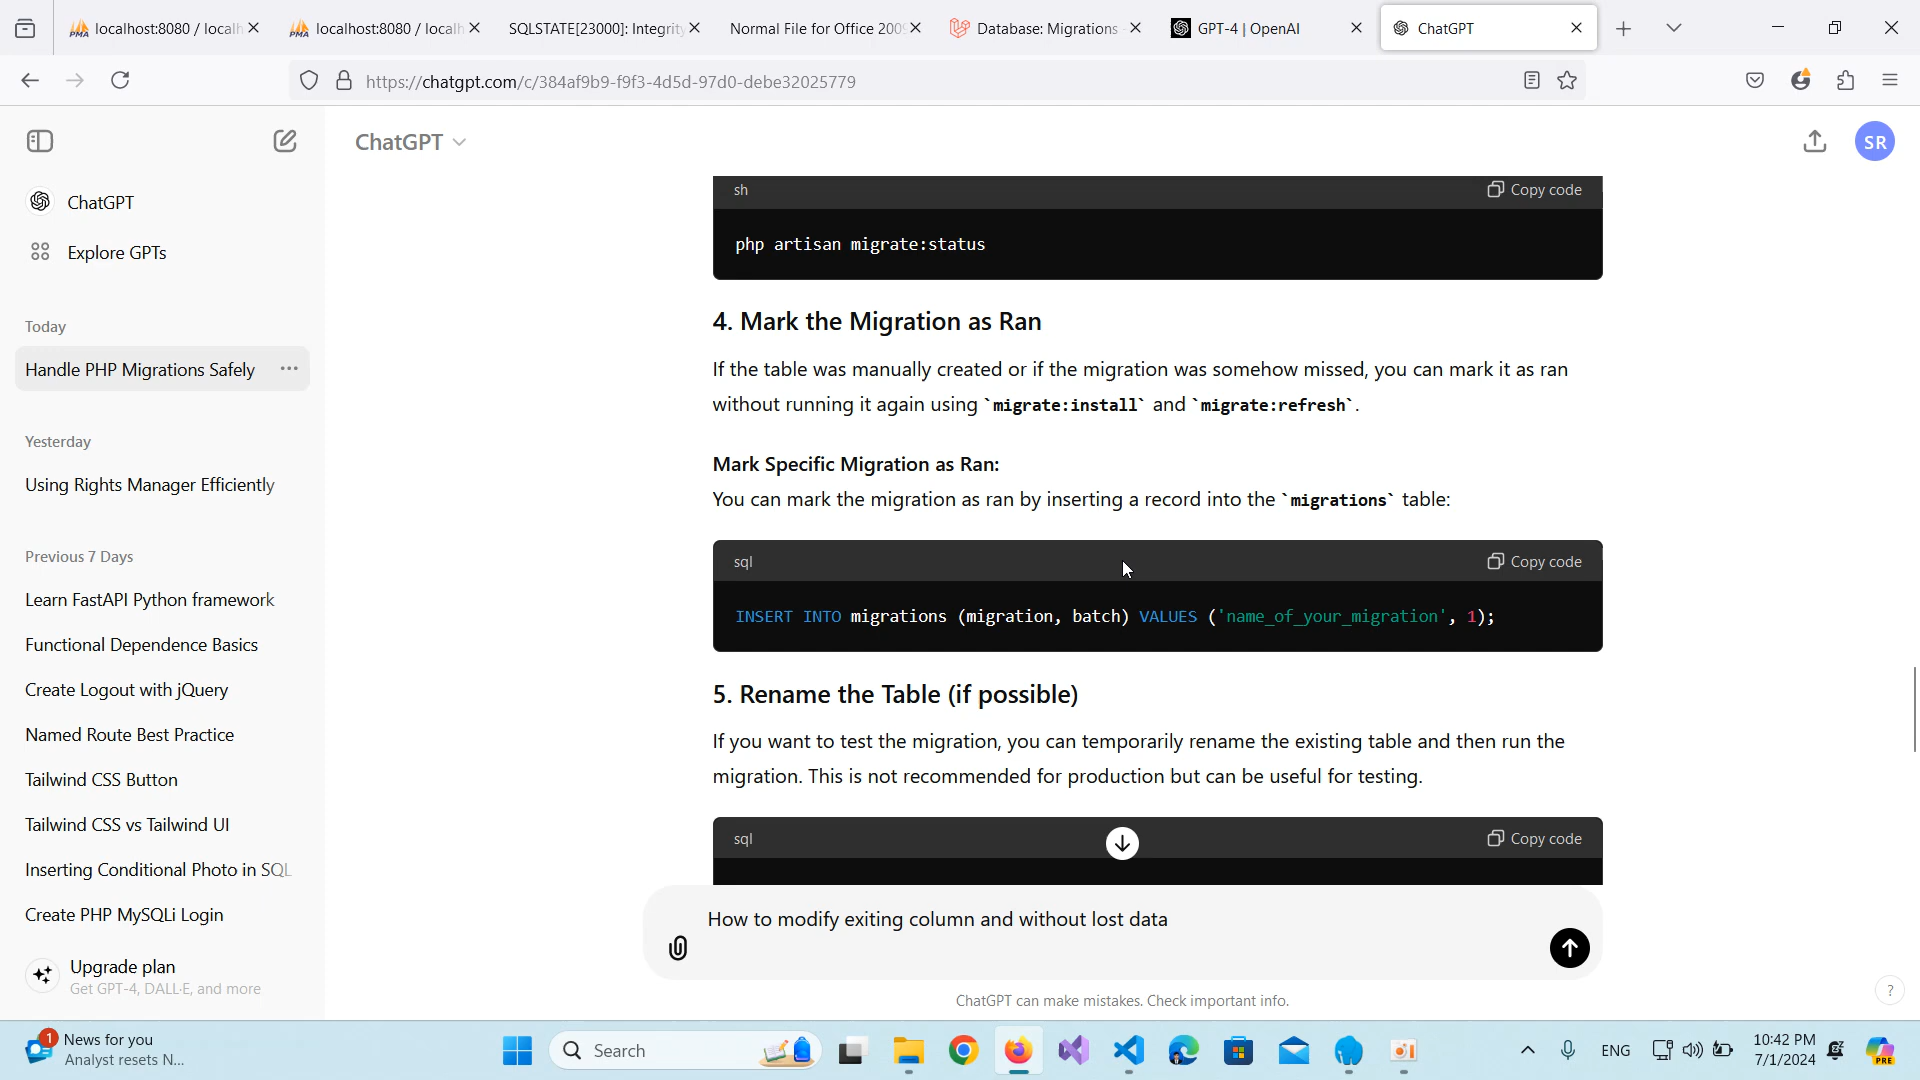 localhost:8080 / localh
localhost:8080 / localh
SQLSTATE[23000]: Integrity
Normal File for Office 2009
Database: Migrations -
GPT-4 | OpenAI
ChatGPT
https://chatgpt.com/c/384af9b9-f9f3-4d5d-97d0-debe32025779
ChatGPT
SR
ChatGPT
Explore GPTs
Today
Handle PHP Migrations Safely
Yesterday
Using Rights Manager Efficiently
Previous 7 Days
Learn FastAPI Python framework
Functional Dependence Basics
Create Logout with jQuery
Named Route Best Practice
Tailwind CSS Button
Tailwind CSS vs Tailwind UI
Inserting Conditional Photo in SQL
Create PHP MySQLi Login
Upgrade plan
Get GPT-4, DALL·E, and more
sh
Copy code
php artisan migrate:status
4. Mark the Migration as Ran
If the table was manually created or if the migration was somehow missed, you can mark it as ran
without running it again using `migrate:install` and `migrate:refresh`.
Mark Specific Migration as Ran:
You can mark the migration as ran by inserting a record into the `migrations` table:
sql
Copy code
INSERT INTO migrations (migration, batch) VALUES ('name_of_your_migration', 1);
5. Rename the Table (if possible)
If you want to test the migration, you can temporarily rename the existing table and then run the
migration. This is not recommended for production but can be useful for testing.
sql
Copy code
How to modify exiting column and without lost data
ChatGPT can make mistakes. Check important info.
?
1
News for you
Analyst resets N...
Search
ENG
10:42 PM
7/1/2024
PRE